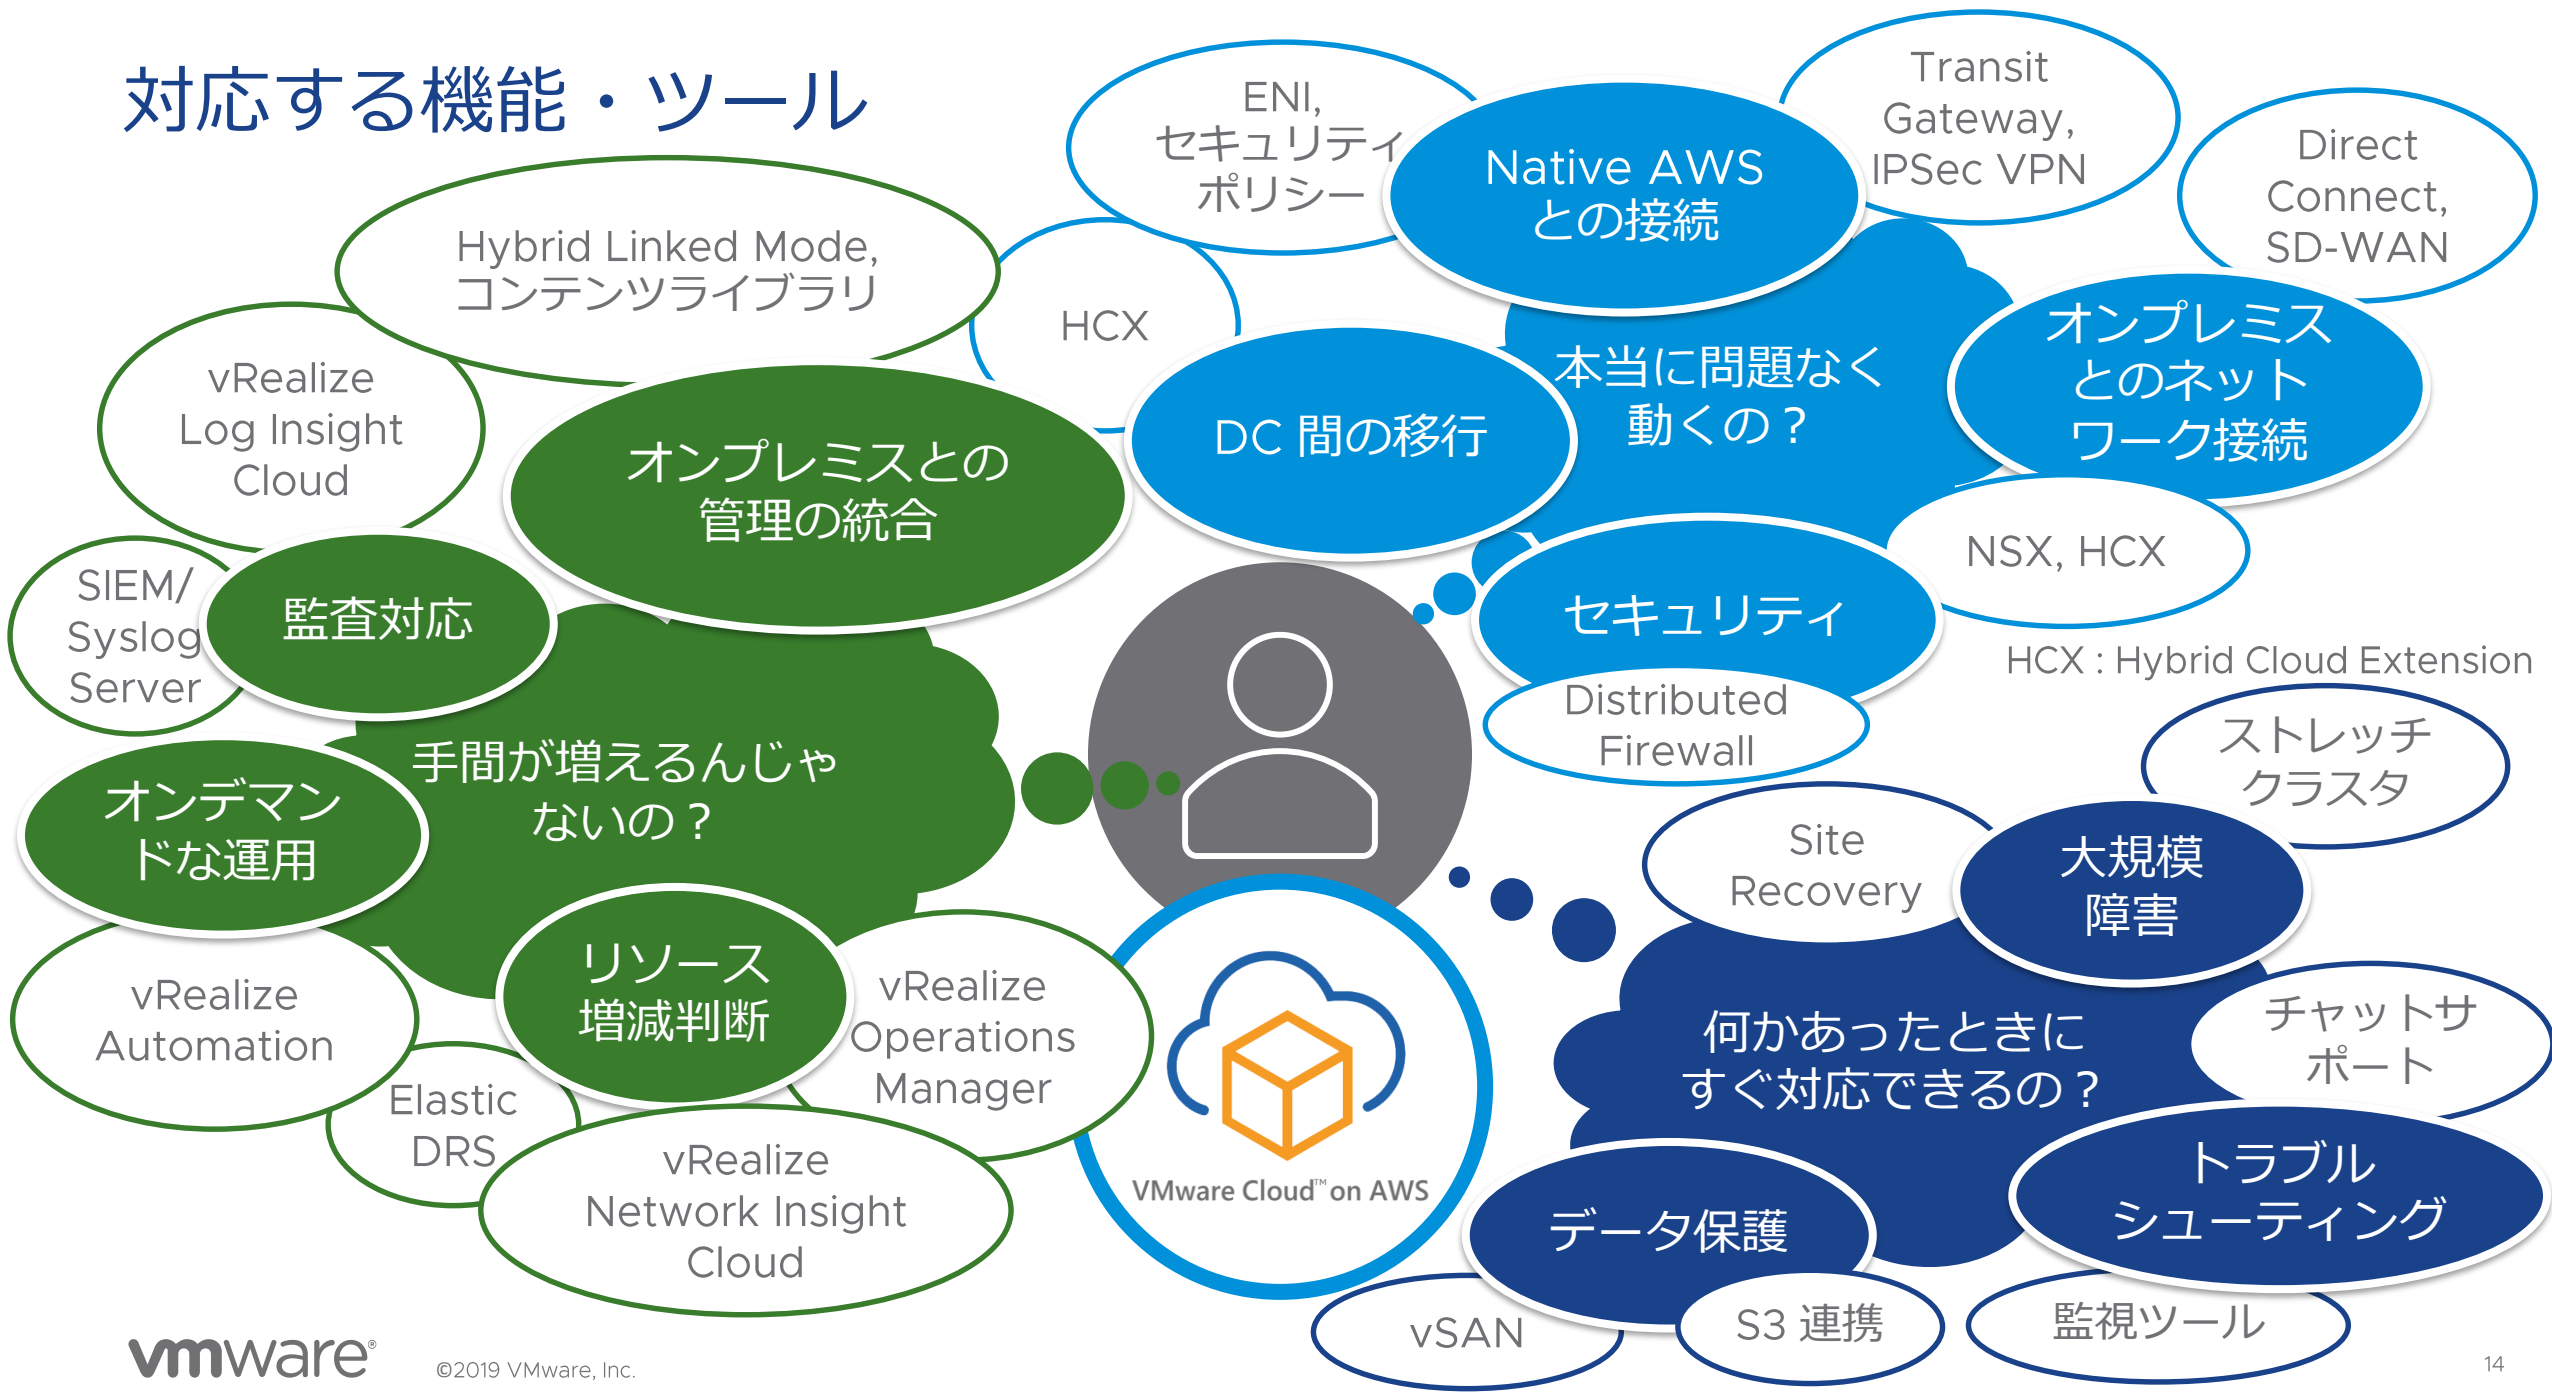 対応する機能・ツール
ENI,
セキュリティ
ポリシー
Native AWS
との接続
Transit
Gateway,
IPSec VPN
Direct
Connect,
SD-WAN
Hybrid Linked Mode,
コンテンツライブラリ
HCX
オンプレミス
とのネット
ワーク接続
本当に問題なく
動くの？
DC 間の移行
vRealize
Log Insight
Cloud
オンプレミスとの
管理の統合
NSX, HCX
SIEM/
Syslog
Server
監査対応
セキュリティ
HCX : Hybrid Cloud Extension
Distributed
Firewall
手間が増えるんじゃ
ないの？
オンデマン
ドな運用
ストレッチ
クラスタ
Site
Recovery
大規模
障害
リソース
増減判断
vRealize
Operations
Manager
vRealize
Automation
チャットサ
ポート
何かあったときに
すぐ対応できるの？
Elastic
DRS
vRealize
Network Insight
Cloud
VMware Cloud™ on AWS
トラブル
シューティング
データ保護
vSAN
S3 連携
監視ツール
vmware®
©2019 VMware, Inc.
14